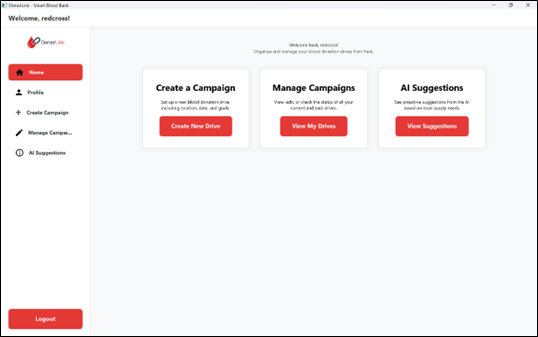 DonorLink - Smart Blood Bank
Welcome, redcross!
DonorLink
Home
Profile
Create Campaign
Manage Campai...
AI Suggestions
Logout
Welcome back, redcross!
Organize and manage your blood donation drives from here.
Create a Campaign
Set up a new blood donation drive,
including location, date, and goals.
Create New Drive
Manage Campaigns
View, edit, or check the status of all your
current and past drives.
View My Drives
AI Suggestions
See proactive suggestions from the AI
based on local supply needs.
View Suggestions